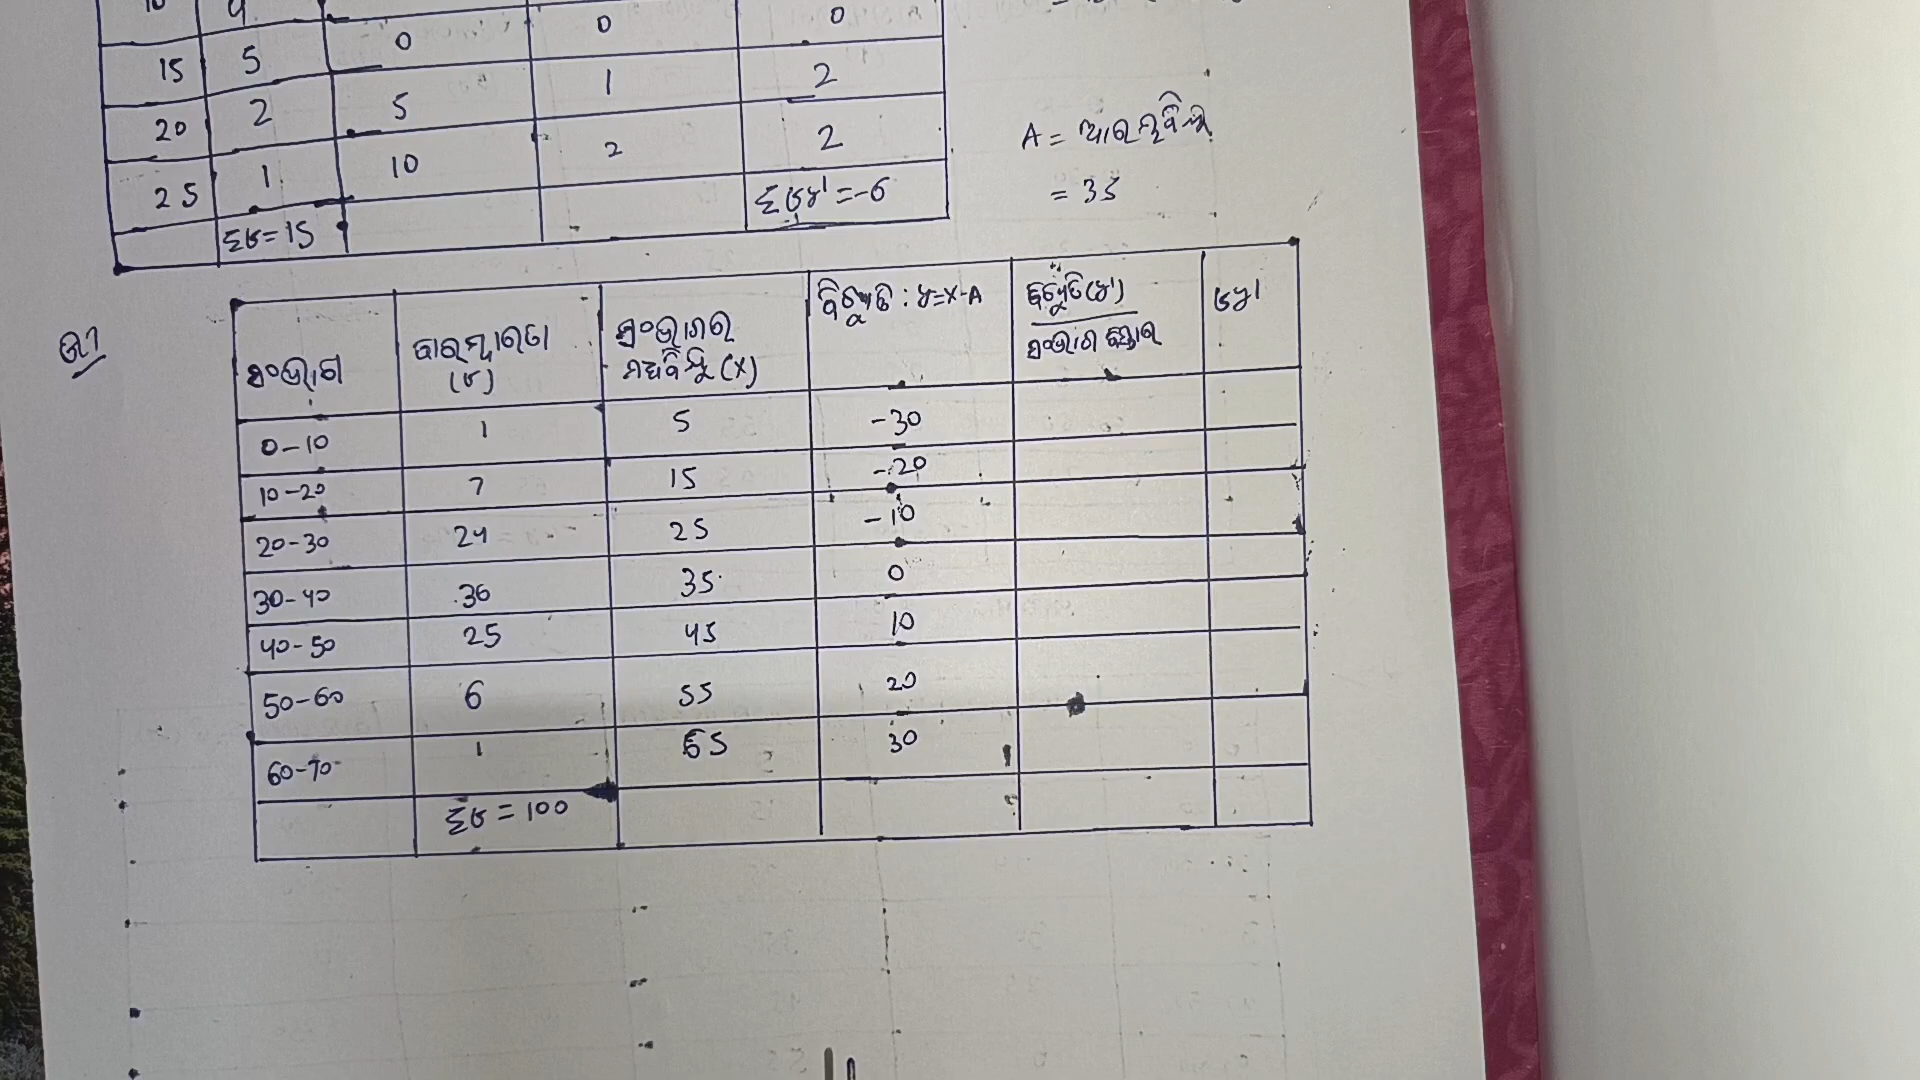 15 5 0 0 0
20 2 5 1 2
25 1 10 2 2
Σf=15 Σfy'=-6
A = ଆରମ୍ଭବିନ୍ଦୁ
= 35
ସଂଭାଗ ବାରମ୍ବାରତା (f) ସଂଭାଗର ମଧ୍ୟବିନ୍ଦୁ (x) ବିଚ୍ୟୁତି : y=x-A ବିଚ୍ୟୁତି (y') / ସଂଭାଗ ବିସ୍ତାର fy'
0-10 1 5 -30
10-20 7 15 -20
20-30 24 25 -10
30-40 36 35 0
40-50 25 45 10
50-60 6 55 20
60-70 1 65 30
Σf = 100